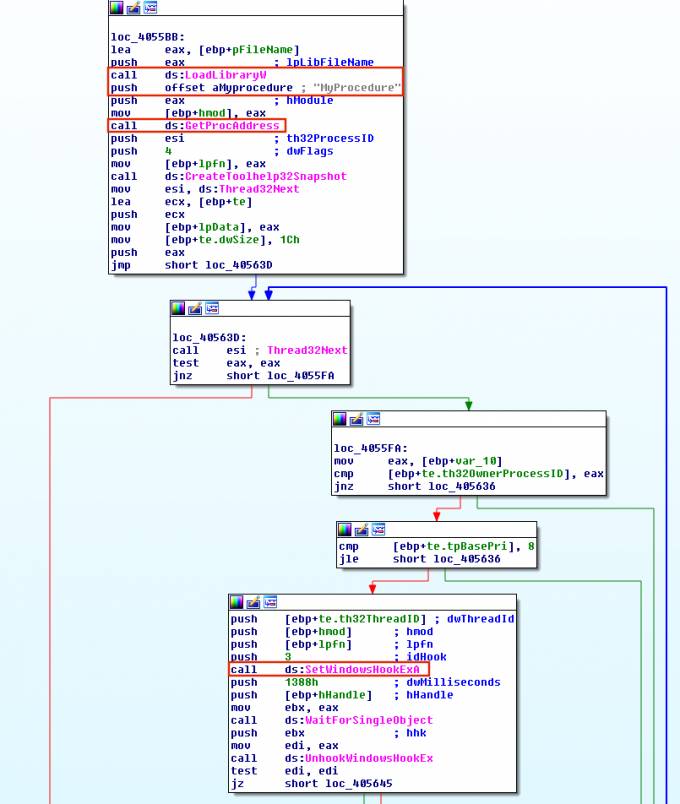 loc_4055BB:
lea eax, [ebp+pFileName]
push eax ; lpLibFileName
call ds:LoadLibraryW
push offset aMyprocedure ; "MyProcedure"
push eax ; hModule
mov [ebp+hmod], eax
call ds:GetProcAddress
push esi ; th32ProcessID
push 4 ; dwFlags
mov [ebp+lpfn], eax
call ds:CreateToolhelp32Snapshot
mov esi, ds:Thread32Next
lea ecx, [ebp+te]
push ecx
mov [ebp+lpData], eax
mov [ebp+te.dwSize], 1Ch
push eax
jmp short loc_40563D
loc_40563D:
call esi ; Thread32Next
test eax, eax
jnz short loc_4055FA
loc_4055FA:
mov eax, [ebp+var_10]
cmp [ebp+te.th32OwnerProcessID], eax
jnz short loc_405636
cmp [ebp+te.tpBasePri], 8
jle short loc_405636
push [ebp+te.th32ThreadID] ; dwThreadId
push [ebp+hmod] ; hmod
push [ebp+lpfn] ; lpfn
push 3 ; idHook
call ds:SetWindowsHookExA
push 1388h ; dwMilliseconds
push [ebp+hHandle] ; hHandle
mov ebx, eax
call ds:WaitForSingleObject
push ebx ; hhk
mov edi, eax
call ds:UnhookWindowsHookEx
test edi, edi
jz short loc_405645